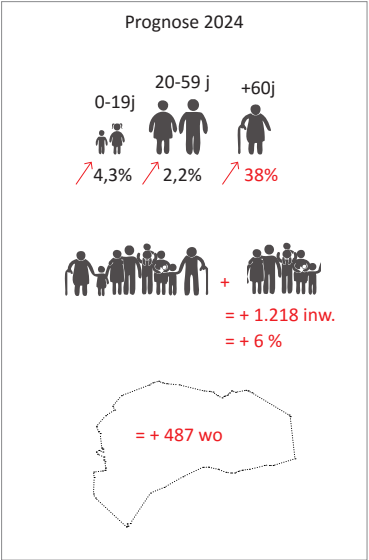 Prognose 2024
0-19j
20-59 j
+60j
4,3%
2,2%
38%
+
= + 1.218 inw.
= + 6 %
= + 487 wo